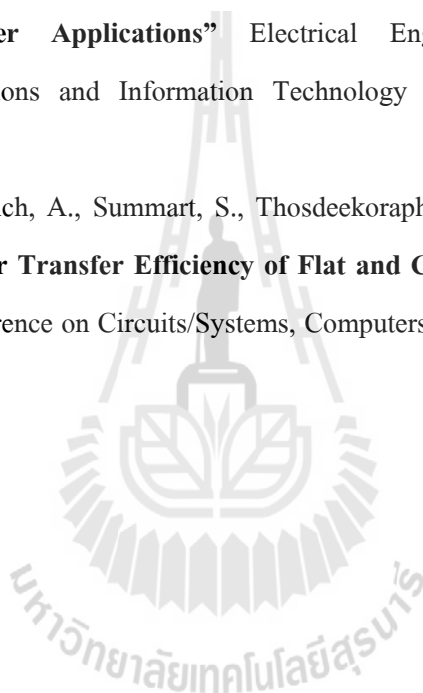 er Applications” Electrical Eng
ions and Information Technology
ich, A., Summart, S., Thosdeekoraph
r Transfer Efficiency of Flat and C
rence on Circuits/Systems, Computers
มหาวิทยาลัยเทคโนโลยีสุรนารี